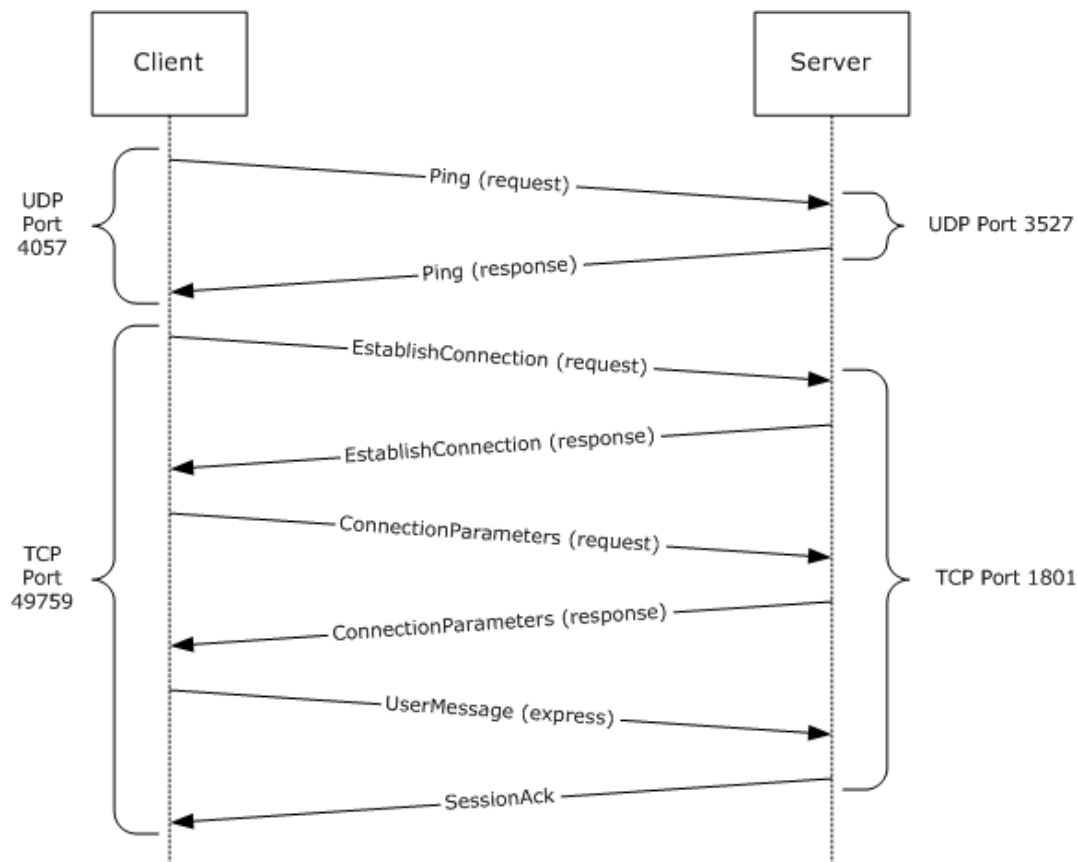 Client
Server
Ping (request)
UDP
Port
4057
UDP Port 3527
Ping (response)
EstablishConnection (request)
EstablishConnection (response)
ConnectionParameters (request)
TCP
Port
49759
TCP Port 1801
ConnectionParameters (response)
UserMessage (express)
SessionAck